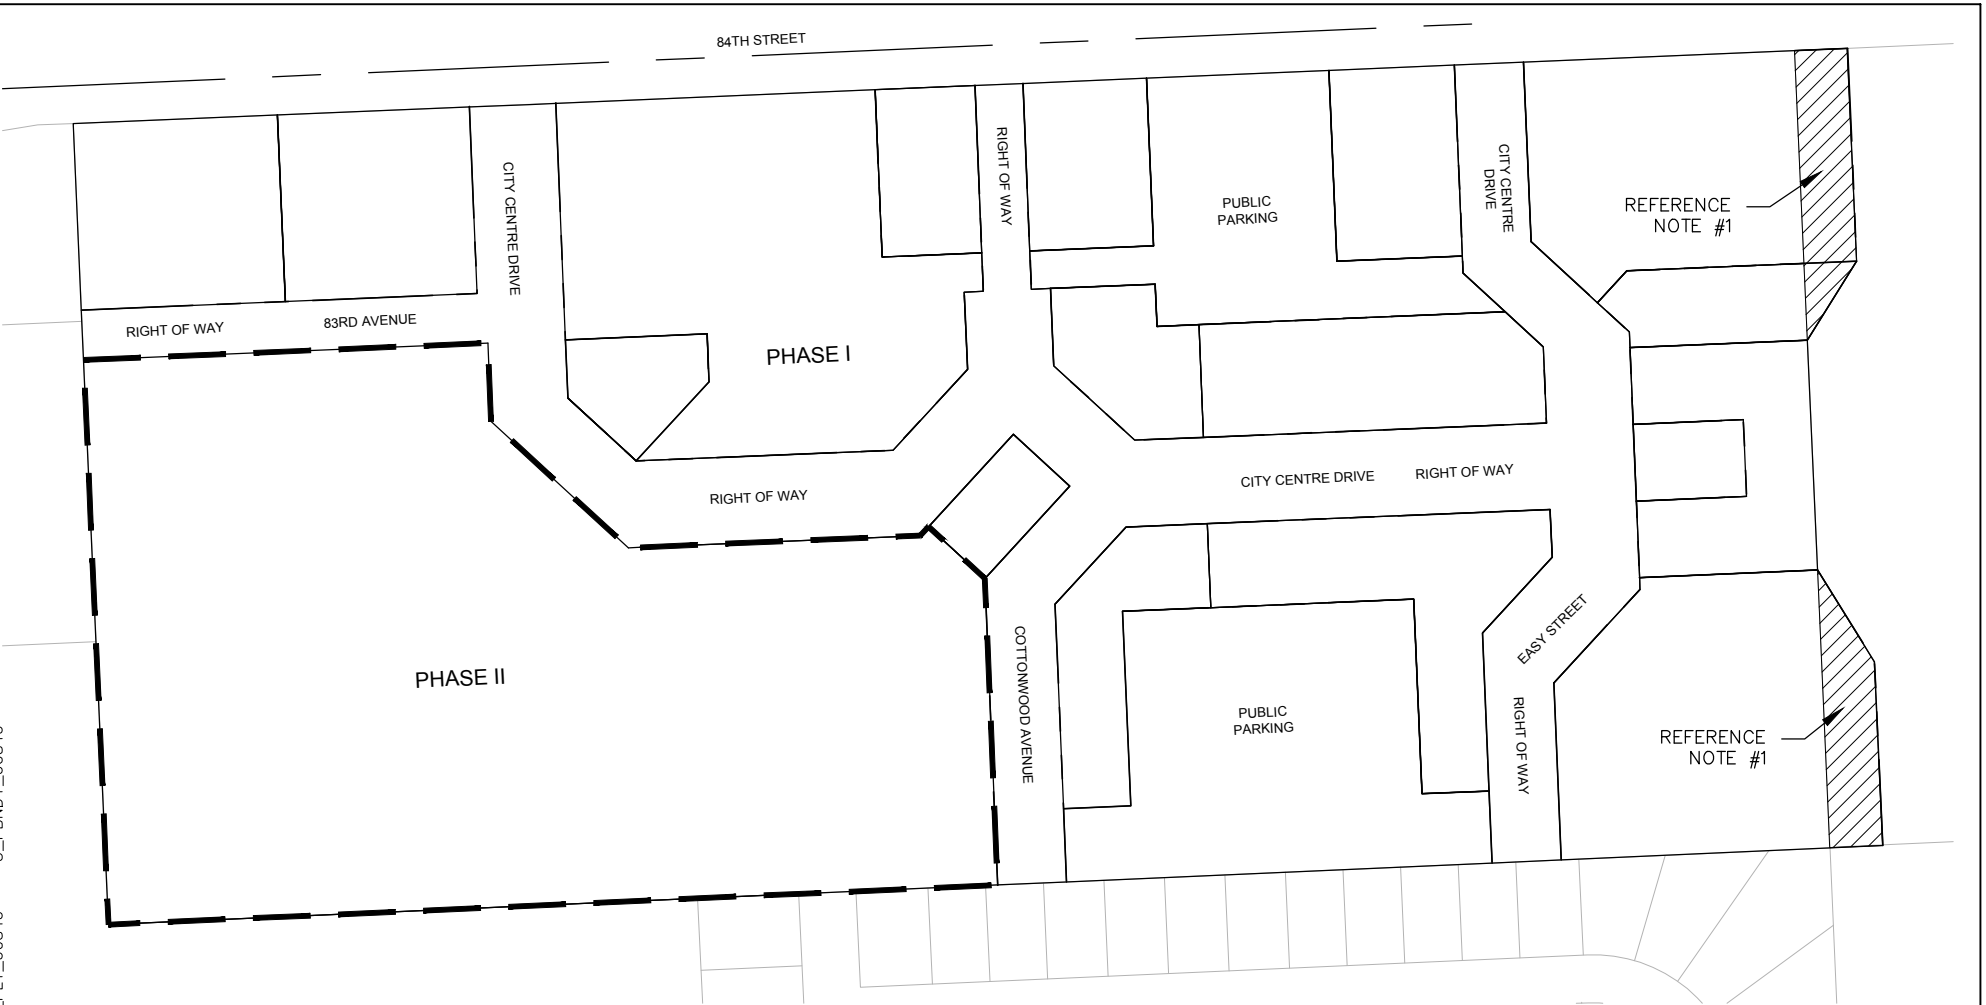 84TH STREET
CITY CENTRE DRIVE
RIGHT OF WAY
CITY CENTRE
DRIVE
PUBLIC
PARKING
REFERENCE
NOTE #1
RIGHT OF WAY
83RD AVENUE
PHASE I
RIGHT OF WAY
CITY CENTRE DRIVE
RIGHT OF WAY
PHASE II
COTTONWOOD AVENUE
EASY STREET
PUBLIC
PARKING
RIGHT OF WAY
REFERENCE
NOTE #1